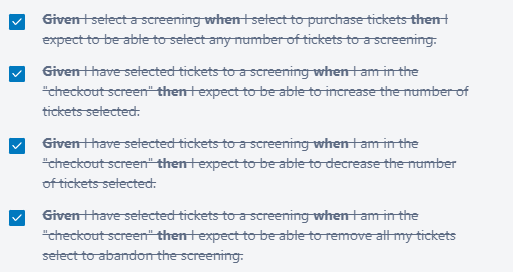 Given I select a screening when I select to purchase tickets then I
expect to be able to select any number of tickets to a screening.
Given I have selected tickets to a screening when I am in the
"checkout screen" then I expect to be able to increase the number of
tickets selected.
Given I have selected tickets to a screening when I am in the
"checkout screen" then I expect to be able to decrease the number
of tickets selected.
Given I have selected tickets to a screening when I am in the
"checkout screen" then I expect to be able to remove all my tickets
select to abandon the screening.